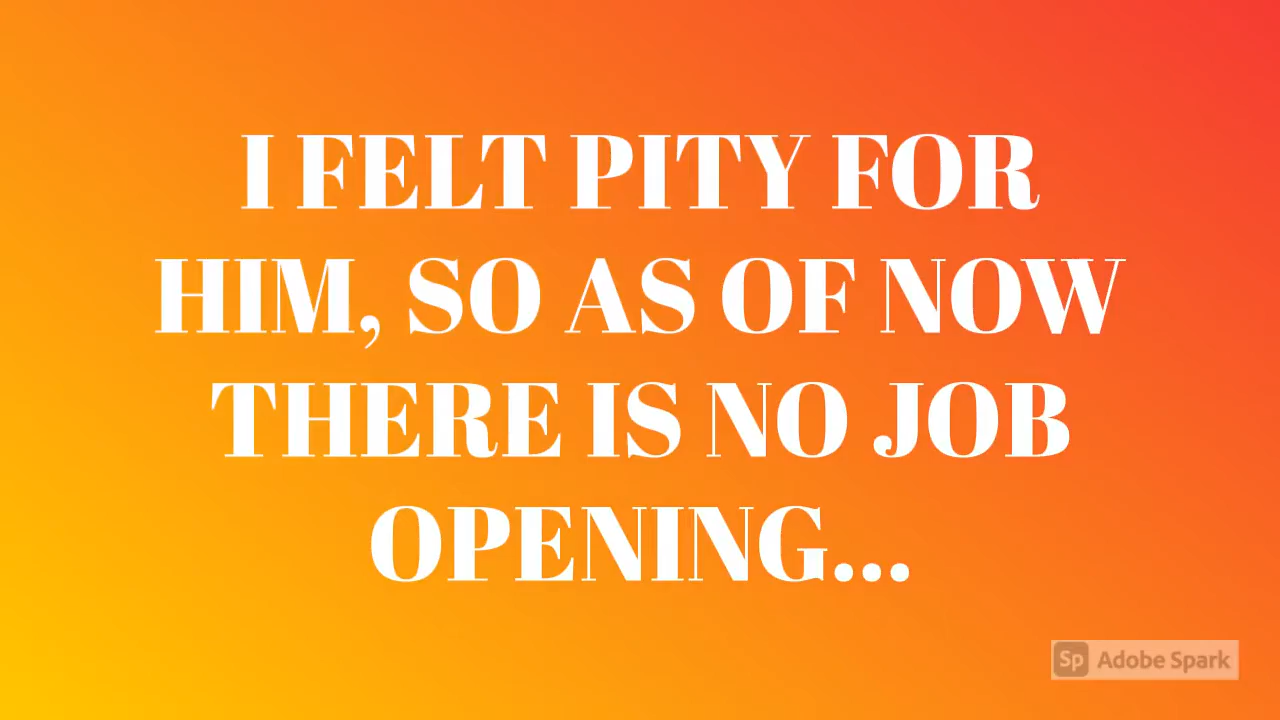 I FELT PITY FOR
HIM, SO AS OF NOW
THERE IS NO JOB
OPENING...
Sp Adobe Spark